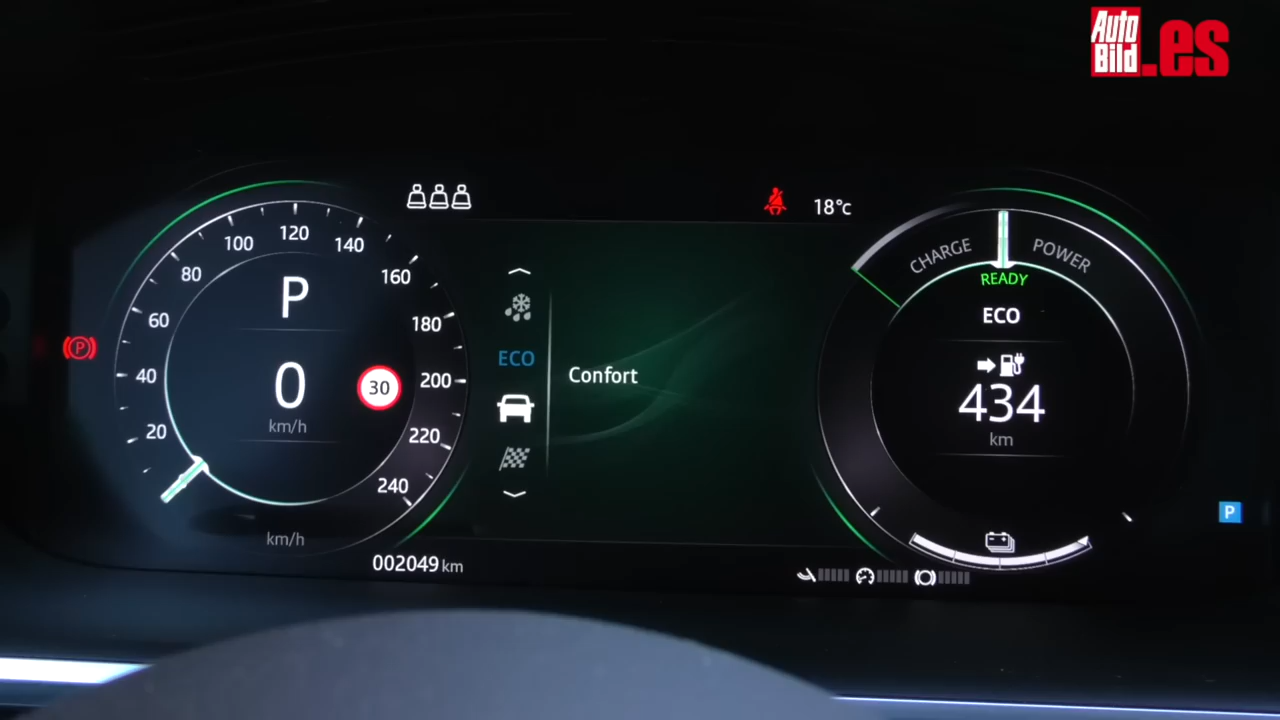 Auto
Bild.es
18°c
120
100
140
80
160
60
180
40
200
20
220
240
P
0
km/h
30
km/h
002049 km
ECO
Confort
CHARGE
POWER
READY
ECO
434
km
P
P